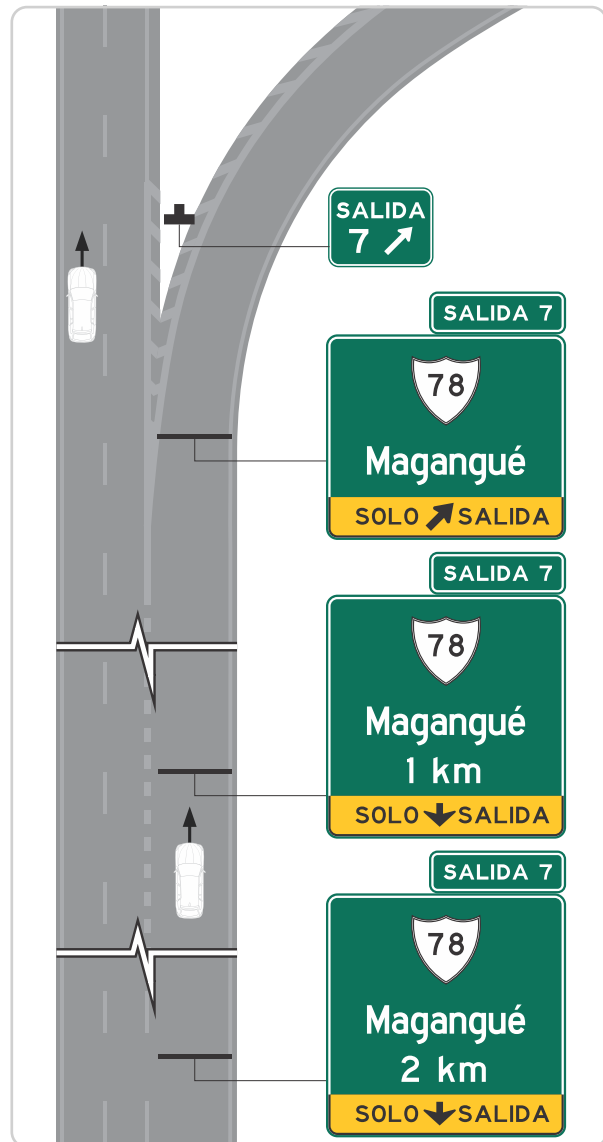 SALIDA
7
SALIDA 7
78
Magangué
SOLO SALIDA
SALIDA 7
78
Magangué
1 km
SOLO SALIDA
SALIDA 7
78
Magangué
2 km
SOLO SALIDA